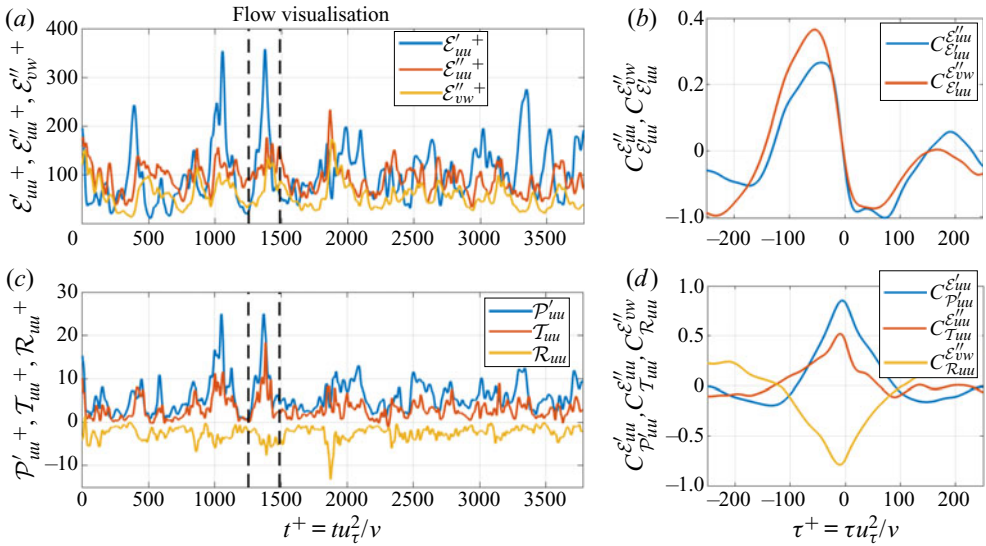 (a)
Flow visualisation
400
300
200
100
0
500
1000
1500
2000
2500
3000
3500
ℰ′uu⁺, ℰ″uu⁺, ℰ″vw⁺
ℰ′uu⁺
ℰ″uu⁺
ℰ″vw⁺
(b)
0.4
0.2
0
−1.0
−200
−100
0
100
200
C^{ℰ″uu}_{ℰ′uu}, C^{ℰ″vw}_{ℰ′uu}
C^{ℰ″uu}_{ℰ′uu}
C^{ℰ″vw}_{ℰ′uu}
(c)
30
20
10
0
−10
0
500
1000
1500
2000
2500
3000
3500
𝒫′uu⁺, 𝒯uu⁺, ℛuu⁺
𝒫′uu
𝒯uu
ℛuu
t⁺ = tu²_τ/ν
(d)
1.0
0.5
0
−0.5
−1.0
−200
−100
0
100
200
C^{ℰ′uu}_{𝒫′uu}, C^{ℰ″uu}_{𝒯uu}, C^{ℰ″vw}_{ℛuu}
C^{ℰ′uu}_{𝒫′uu}
C^{ℰ″uu}_{𝒯uu}
C^{ℰ″vw}_{ℛuu}
τ⁺ = τu²_τ/ν